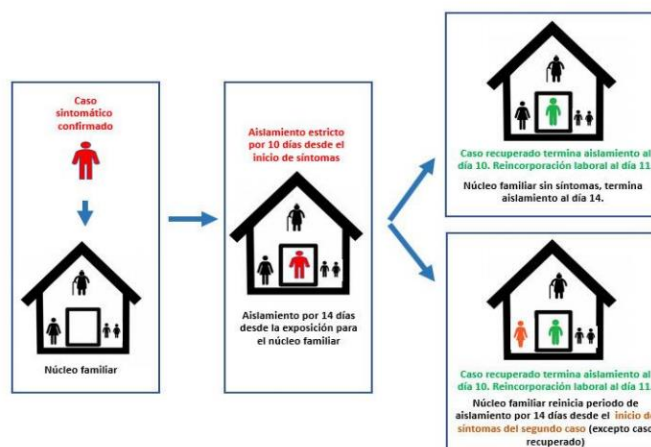 Caso
sintomático
confirmado
Núcleo familiar
Aislamiento estricto
por 10 días desde el
inicio de síntomas
Aislamiento por 14 días
desde la exposición para
el núcleo familiar
Caso recuperado termina aislamiento al
día 10. Reincorporación laboral al día 11
Núcleo familiar sin síntomas, termina
aislamiento al día 14.
Caso recuperado termina aislamiento al
día 10. Reincorporación laboral al día 11
Núcleo familiar reinicia periodo de
aislamiento por 14 días desde el inicio de
síntomas del segundo caso (excepto caso
recuperado)